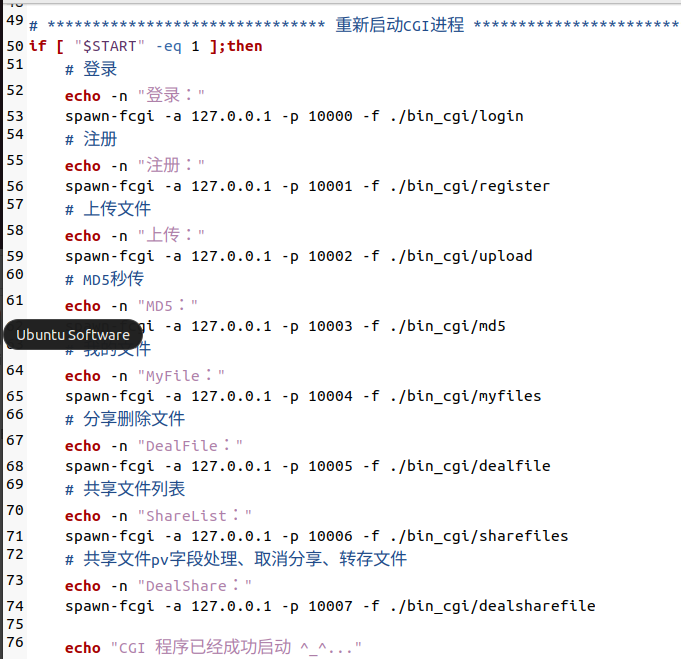 49 # ******************************* 重新启动CGI进程 ***********************
50 if [ "$START" -eq 1 ];then
51 # 登录
52 echo -n "登录："
53 spawn-fcgi -a 127.0.0.1 -p 10000 -f ./bin_cgi/login
54 # 注册
55 echo -n "注册："
56 spawn-fcgi -a 127.0.0.1 -p 10001 -f ./bin_cgi/register
57 # 上传文件
58 echo -n "上传："
59 spawn-fcgi -a 127.0.0.1 -p 10002 -f ./bin_cgi/upload
60 # MD5秒传
61 echo -n "MD5："
gi -a 127.0.0.1 -p 10003 -f ./bin_cgi/md5
Ubuntu Software
# 我的文件
64 echo -n "MyFile："
65 spawn-fcgi -a 127.0.0.1 -p 10004 -f ./bin_cgi/myfiles
66 # 分享删除文件
67 echo -n "DealFile："
68 spawn-fcgi -a 127.0.0.1 -p 10005 -f ./bin_cgi/dealfile
69 # 共享文件列表
70 echo -n "ShareList："
71 spawn-fcgi -a 127.0.0.1 -p 10006 -f ./bin_cgi/sharefiles
72 # 共享文件pv字段处理、取消分享、转存文件
73 echo -n "DealShare："
74 spawn-fcgi -a 127.0.0.1 -p 10007 -f ./bin_cgi/dealsharefile
75
76 echo "CGI 程序已经成功启动 ^_^..."